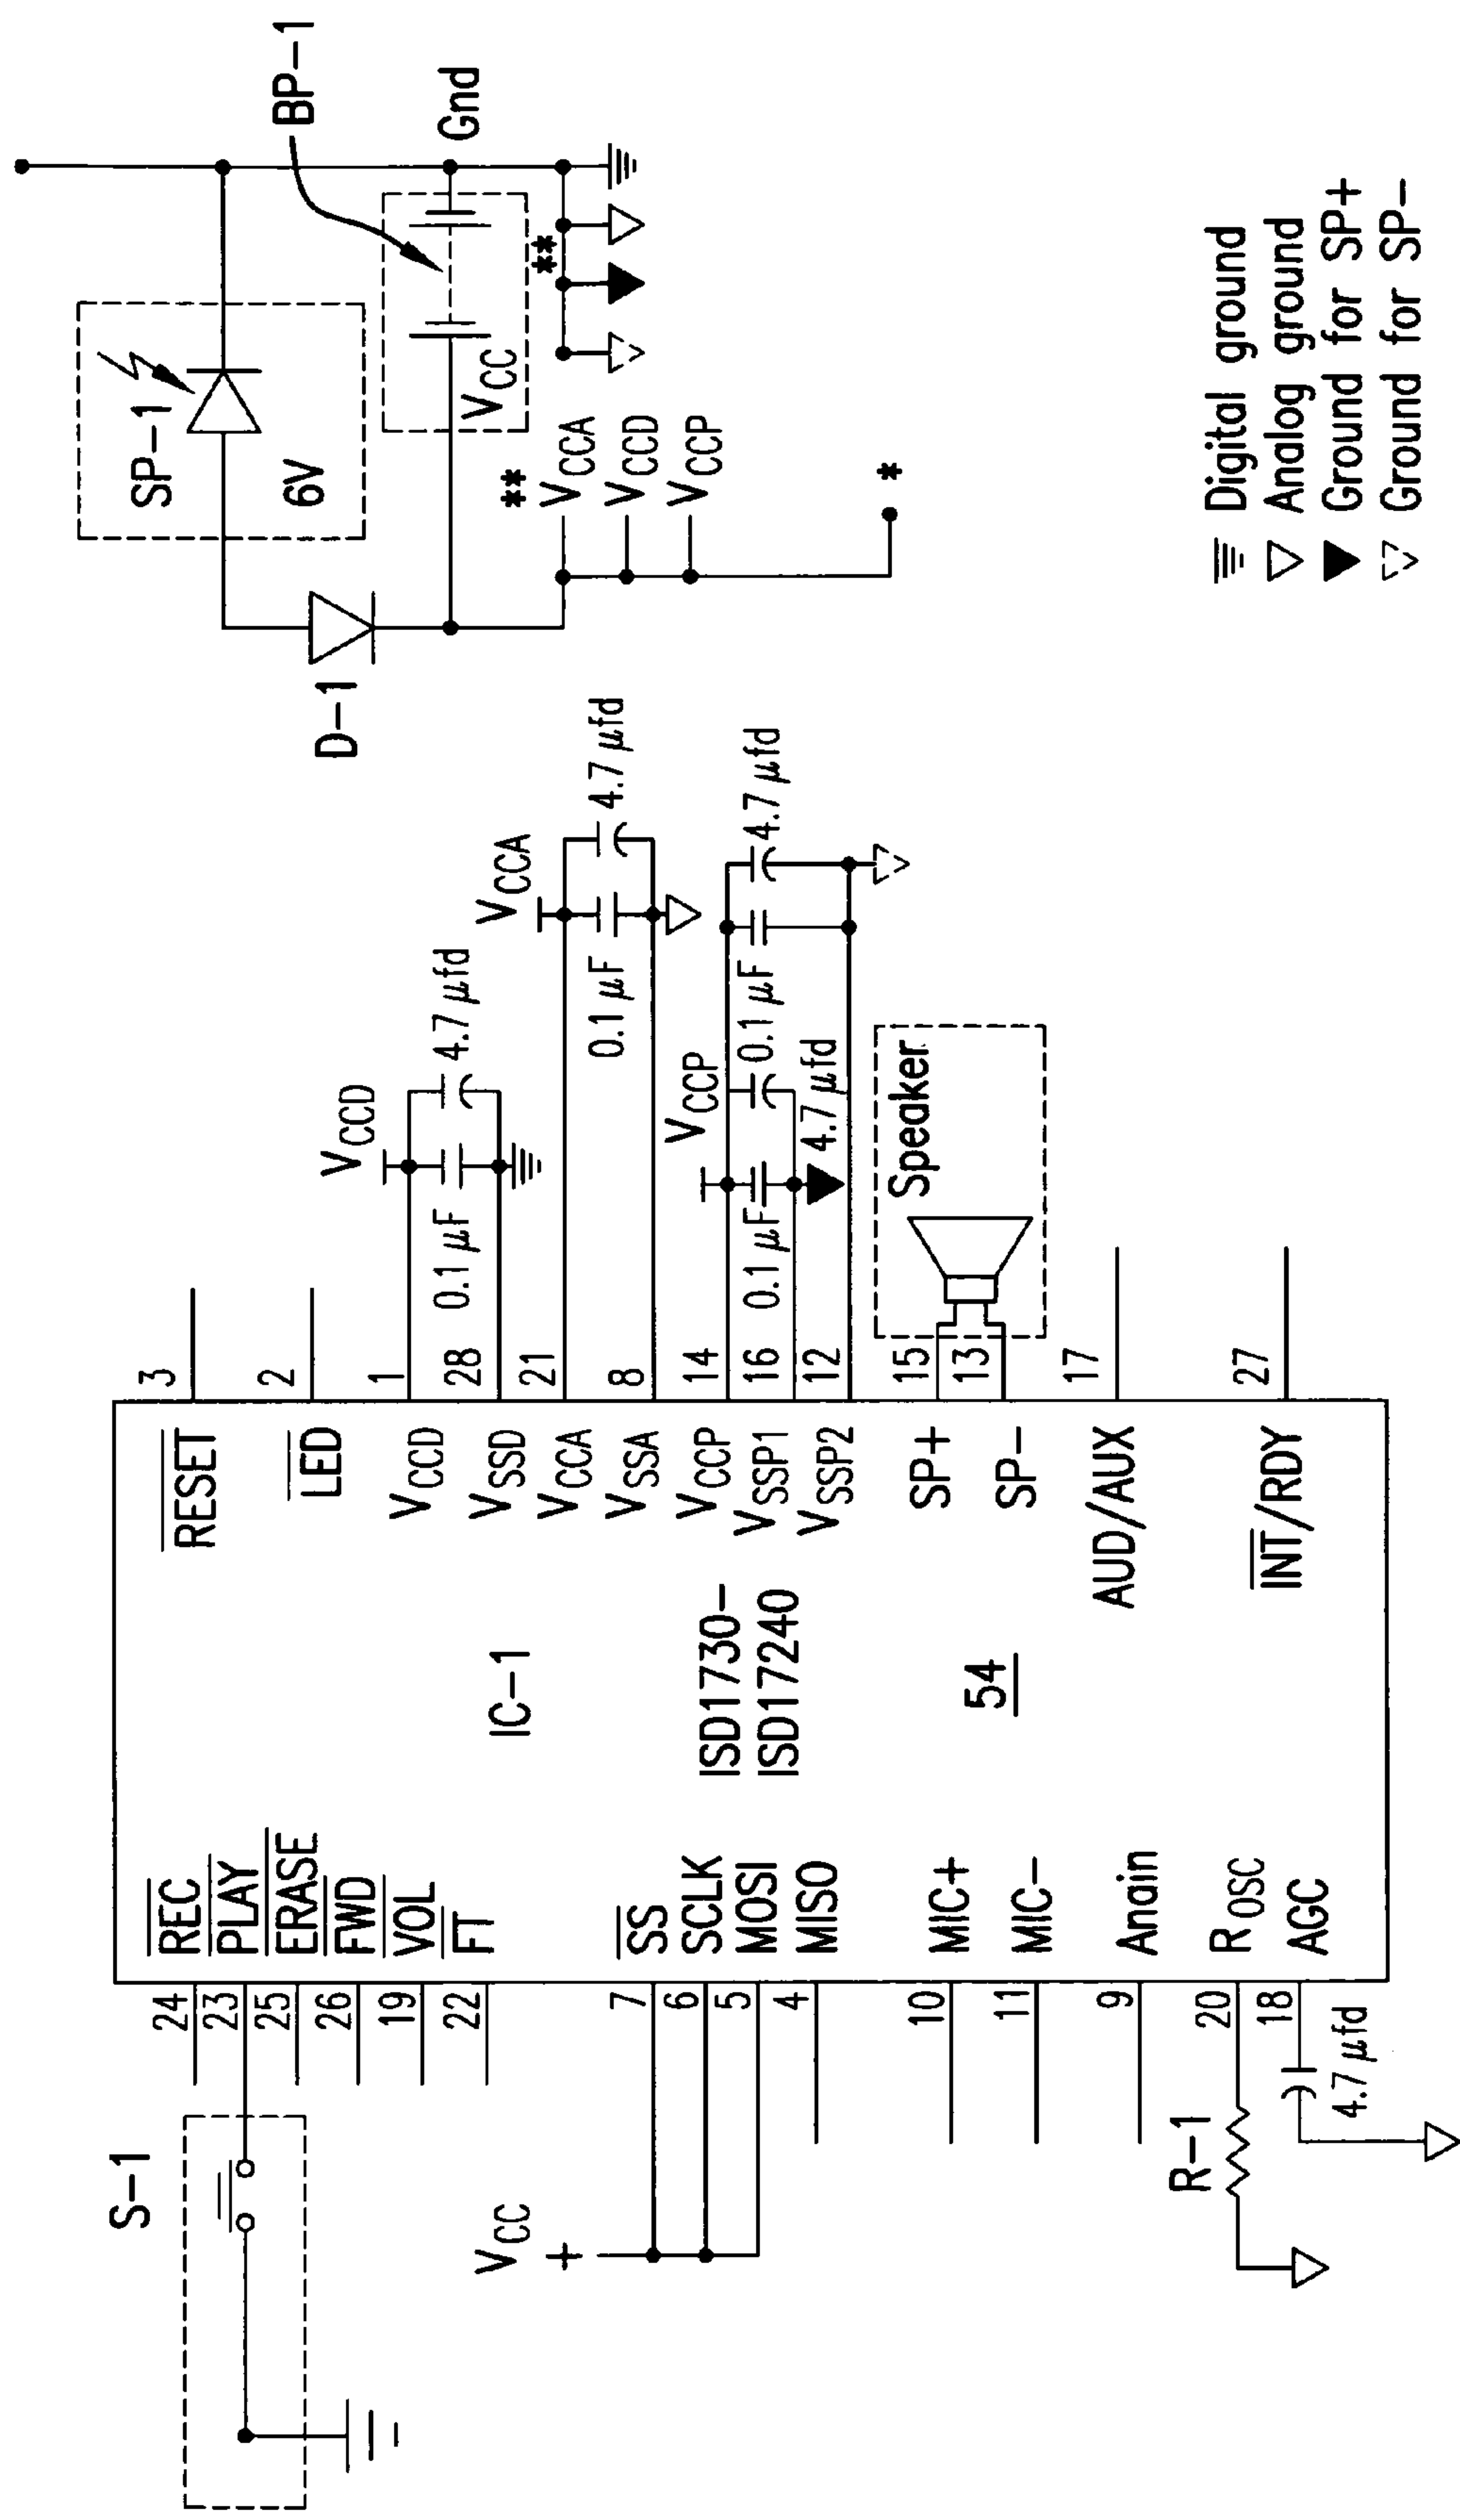 S-1
24
REC
23
PLAY
25
ERASE
26
FWD
19
VOL
22
FT
VCC
+
7
SS
6
SCLK
5
MOSI
4
MISO
10
MIC+
11
MIC-
9
Anain
R-1
20
ROSC
18
AGC
4.7 µfd
IC-1
ISD1730-
ISD17240
54
RESET
3
LED
2
VCCD
1
VSSD
28
VCCA
21
VSSA
8
VCCP
14
VSSP1
16
VSSP2
12
SP+
15
SP-
13
AUD/AUX
17
INT/RDY
27
VCCD
0.1 µF
4.7 µfd
VCCA
0.1 µF
4.7 µfd
VCCP
0.1 µF
4.7 µfd
0.1 µF
4.7 µfd
Speaker
D-1
SP-1
6V
BP-1
VCC
Gnd
**
VCCA
VCCD
VCCP
**
*
Digital ground
Analog ground
Ground for SP+
Ground for SP-